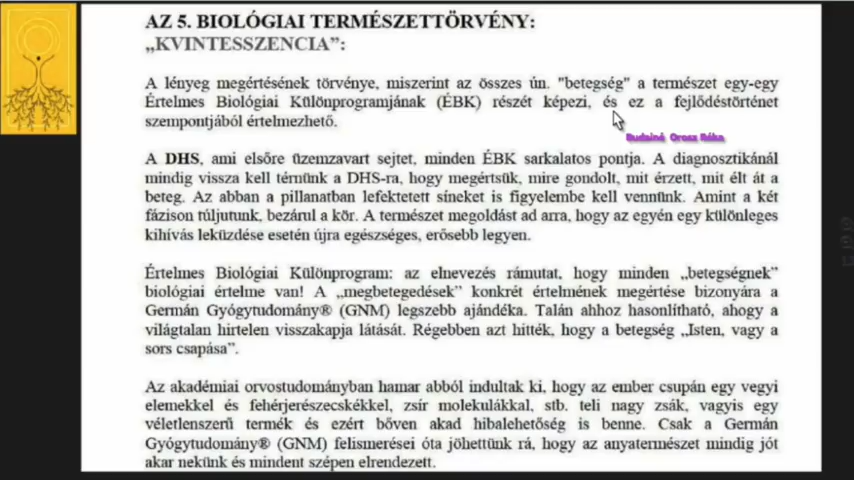 AZ 5. BIOLÓGIAI TERMÉSZETTÖRVÉNY:
„KVINTESSZENCIA”:
A lényeg megértésének törvénye, miszerint az összes ún. "betegség" a természet egy-egy
Értelmes Biológiai Különprogramjának (ÉBK) részét képezi, és ez a fejlődéstörténet
szempontjából értelmezhető.
Budainé Orosz Réka
A DHS, ami elsőre üzemzavart sejtet, minden ÉBK sarkalatos pontja. A diagnosztikánál
mindig vissza kell térnünk a DHS-ra, hogy megértsük, mire gondolt, mit érzett, mit élt át a
beteg. Az abban a pillanatban lefektetett síneket is figyelembe kell vennünk. Amint a két
fázison túljutunk, bezárul a kör. A természet megoldást ad arra, hogy az egyén egy különleges
kihívás leküzdése esetén újra egészséges, erősebb legyen.
Értelmes Biológiai Különprogram: az elnevezés rámutat, hogy minden „betegségnek”
biológiai értelme van! A „megbetegedések” konkrét értelmének megértése bizonyára a
Germán Gyógytudomány® (GNM) legszebb ajándéka. Talán ahhoz hasonlítható, ahogy a
világtalan hirtelen visszakapja látását. Régebben azt hitték, hogy a betegség „Isten, vagy a
sors csapása”.
Az akadémiai orvostudományban hamar abból indultak ki, hogy az ember csupán egy vegyi
elemekkel és fehérjerészecskékkel, zsír molekulákkal, stb. teli nagy zsák, vagyis egy
véletlenszerű termék és ezért bőven akad hibalehetőség is benne. Csak a Germán
Gyógytudomány® (GNM) felismerései óta jöhettünk rá, hogy az anyatermészet mindig jót
akar nekünk és mindent szépen elrendezett.